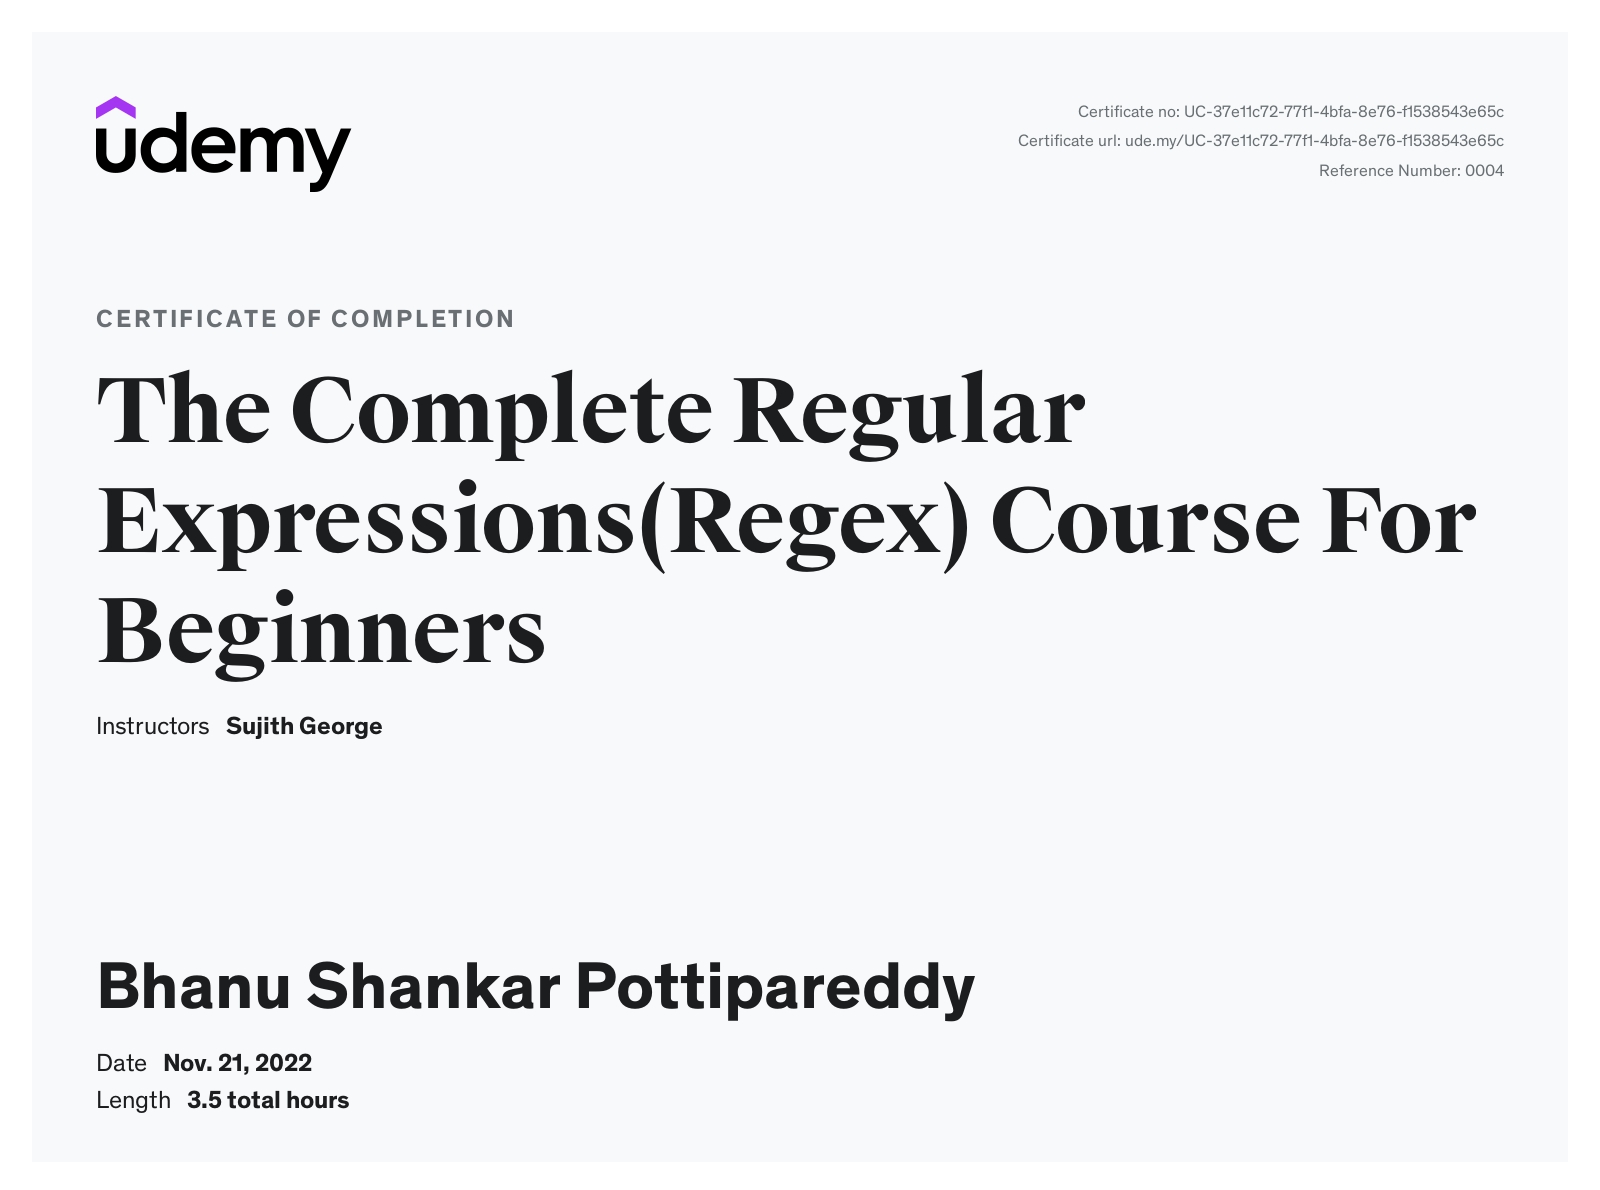 udemy
Certificate no: UC-37e11c72-77f1-4bfa-8e76-f1538543e65c
Certificate url: ude.my/UC-37e11c72-77f1-4bfa-8e76-f1538543e65c
Reference Number: 0004
CERTIFICATE OF COMPLETION
The Complete Regular
Expressions(Regex) Course For
Beginners
Instructors Sujith George
Bhanu Shankar Pottipareddy
Date Nov. 21, 2022
Length 3.5 total hours